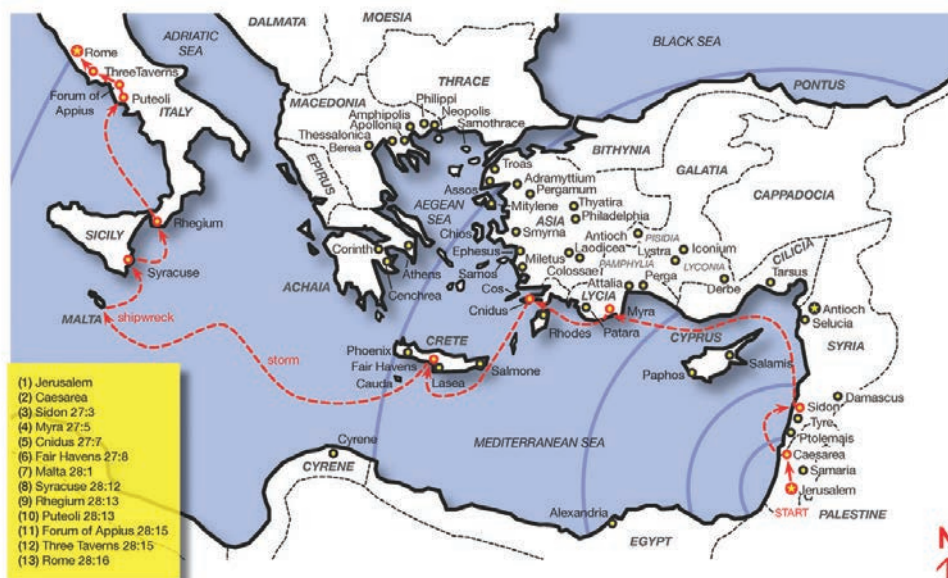 DALMATA
MOESIA
ADRIATIC
SEA
BLACK SEA
Rome
Three Taverns
Forum of
Appius
Puteoli
ITALY
THRACE
PONTUS
MACEDONIA
Philippi
Neopolis
Amphipolis
Apollonia
Samothrace
Thessalonica
Berea
EPIRUS
BITHYNIA
GALATIA
CAPPADOCIA
Troas
Adramyttium
Assos
Pergamum
Mitylene
Thyatira
ASIA
Philadelphia
AEGEAN
SEA
Chios
Smyrna
Antioch
PISIDIA
Iconium
Ephesus
Miletus
Laodicea
Lystra
LYCONIA
CILICIA
Colossae
PAMPHYLIA
Samos
Attalia
Perga
Derbe
Tarsus
Cos
LYCIA
Cnidus
Rhodes
Patara
Myra
Antioch
Selucia
SYRIA
Rhegium
SICILY
Syracuse
Corinth
Athens
Cenchrea
ACHAIA
MALTA
shipwreck
storm
CRETE
Phoenix
Fair Havens
Cauda
Lasea
Salmone
CYPRUS
Salamis
Paphos
Damascus
Sidon
Tyre
Ptolemais
Caesarea
Samaria
Jerusalem
START
PALESTINE
MEDITERRANEAN SEA
Cyrene
CYRENE
Alexandria
EGYPT
N
(1) Jerusalem
(2) Caesarea
(3) Sidon 27:3
(4) Myra 27:5
(5) Cnidus 27:7
(6) Fair Havens 27:8
(7) Malta 28:1
(8) Syracuse 28:12
(9) Rhegium 28:13
(10) Puteoli 28:13
(11) Forum of Appius 28:15
(12) Three Taverns 28:15
(13) Rome 28:16